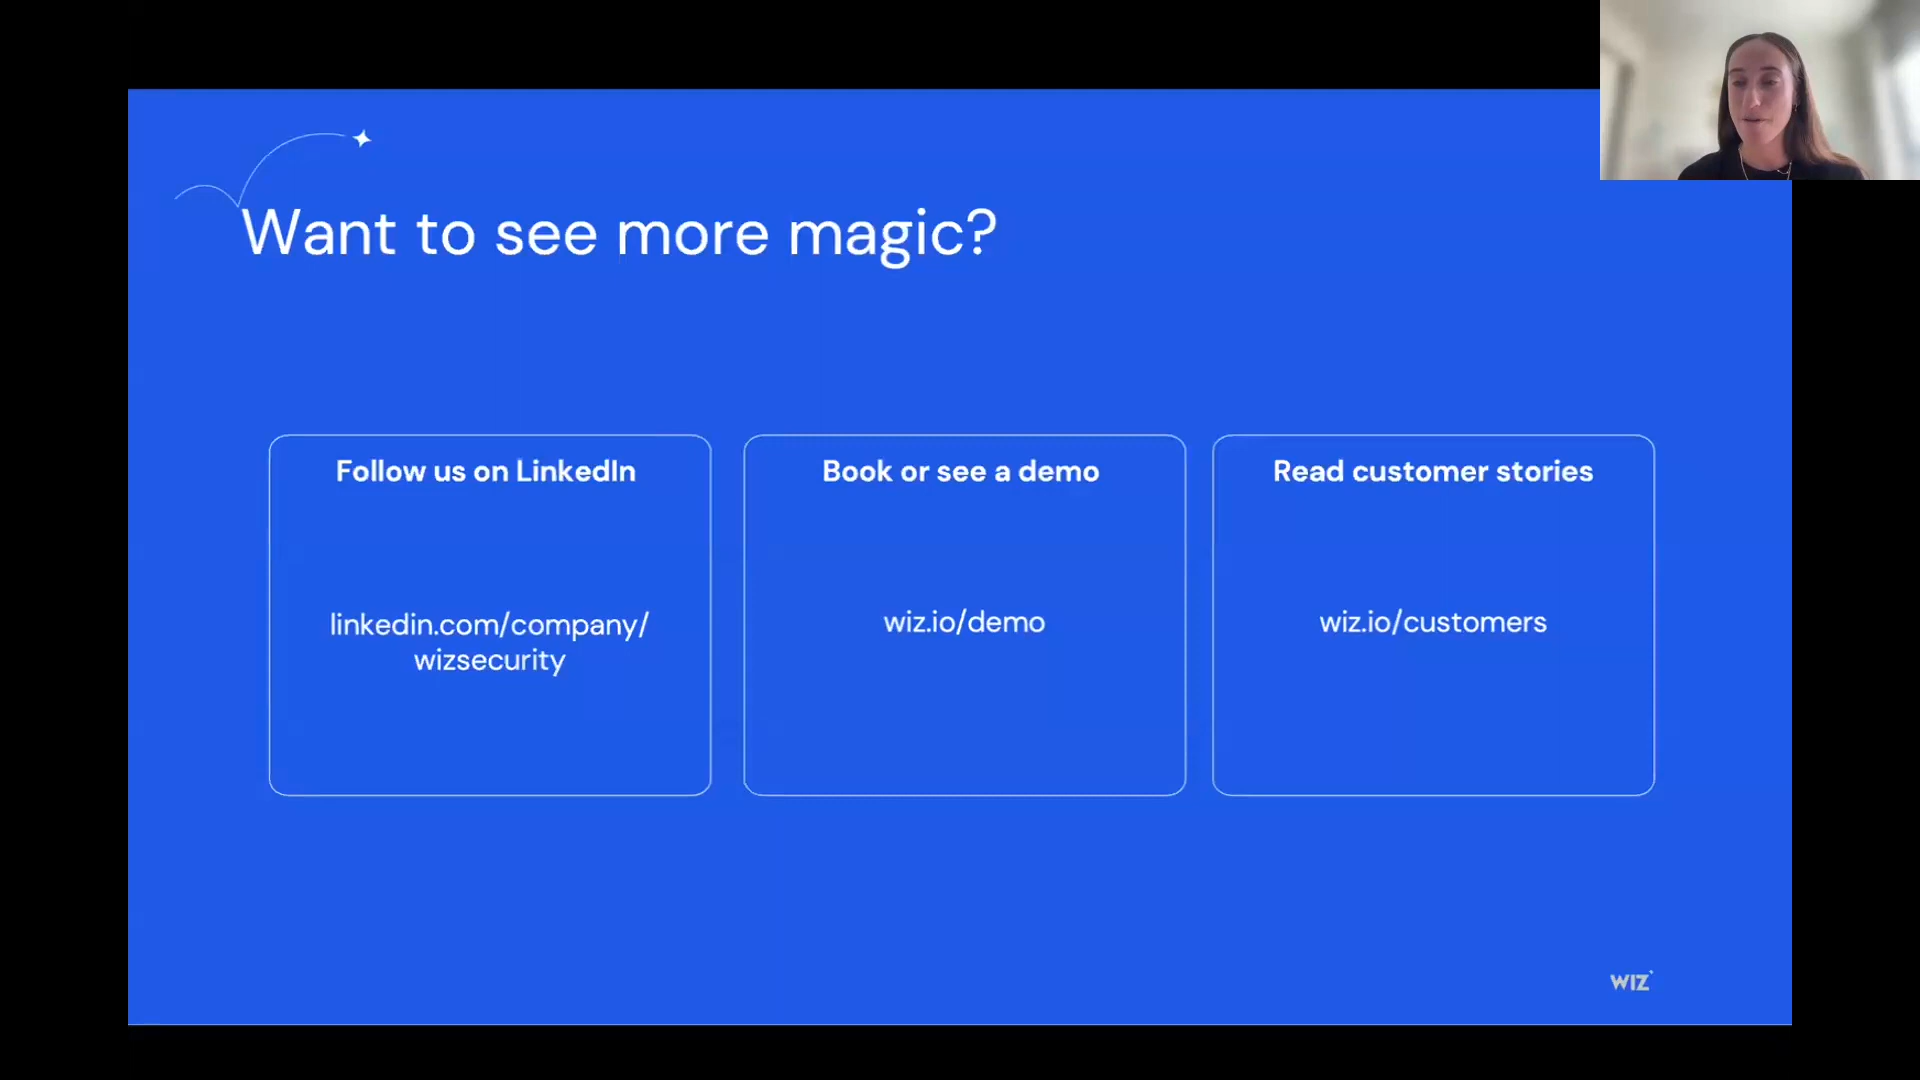 Want to see more magic?
Follow us on LinkedIn
linkedin.com/company/
wizsecurity
Book or see a demo
wiz.io/demo
Read customer stories
wiz.io/customers
WIZ